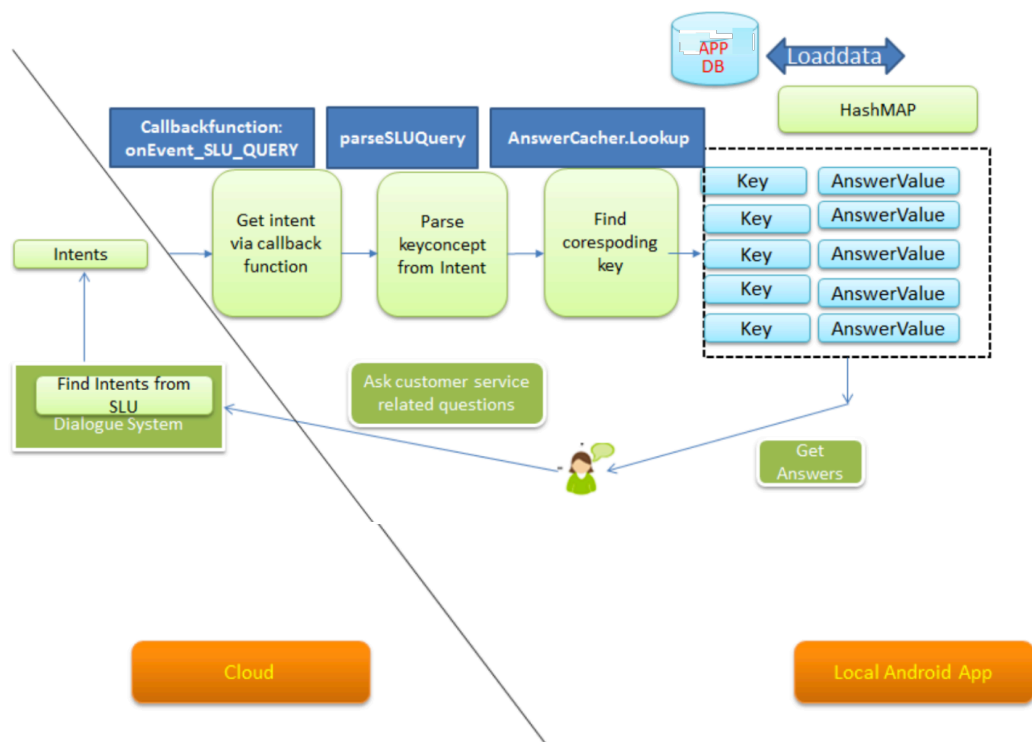 APP
DB
Loaddata
HashMAP
Callbackfunction:
onEvent_SLU_QUERY
parseSLUQuery
AnswerCacher.Lookup
Key
AnswerValue
Key
AnswerValue
Key
AnswerValue
Key
AnswerValue
Key
AnswerValue
Get intent
via callback
function
Parse
keyconcept
from Intent
Find
corespoding
key
Intents
Find Intents from
SLU
Dialogue System
Ask customer service
related questions
Get
Answers
Cloud
Local Android App